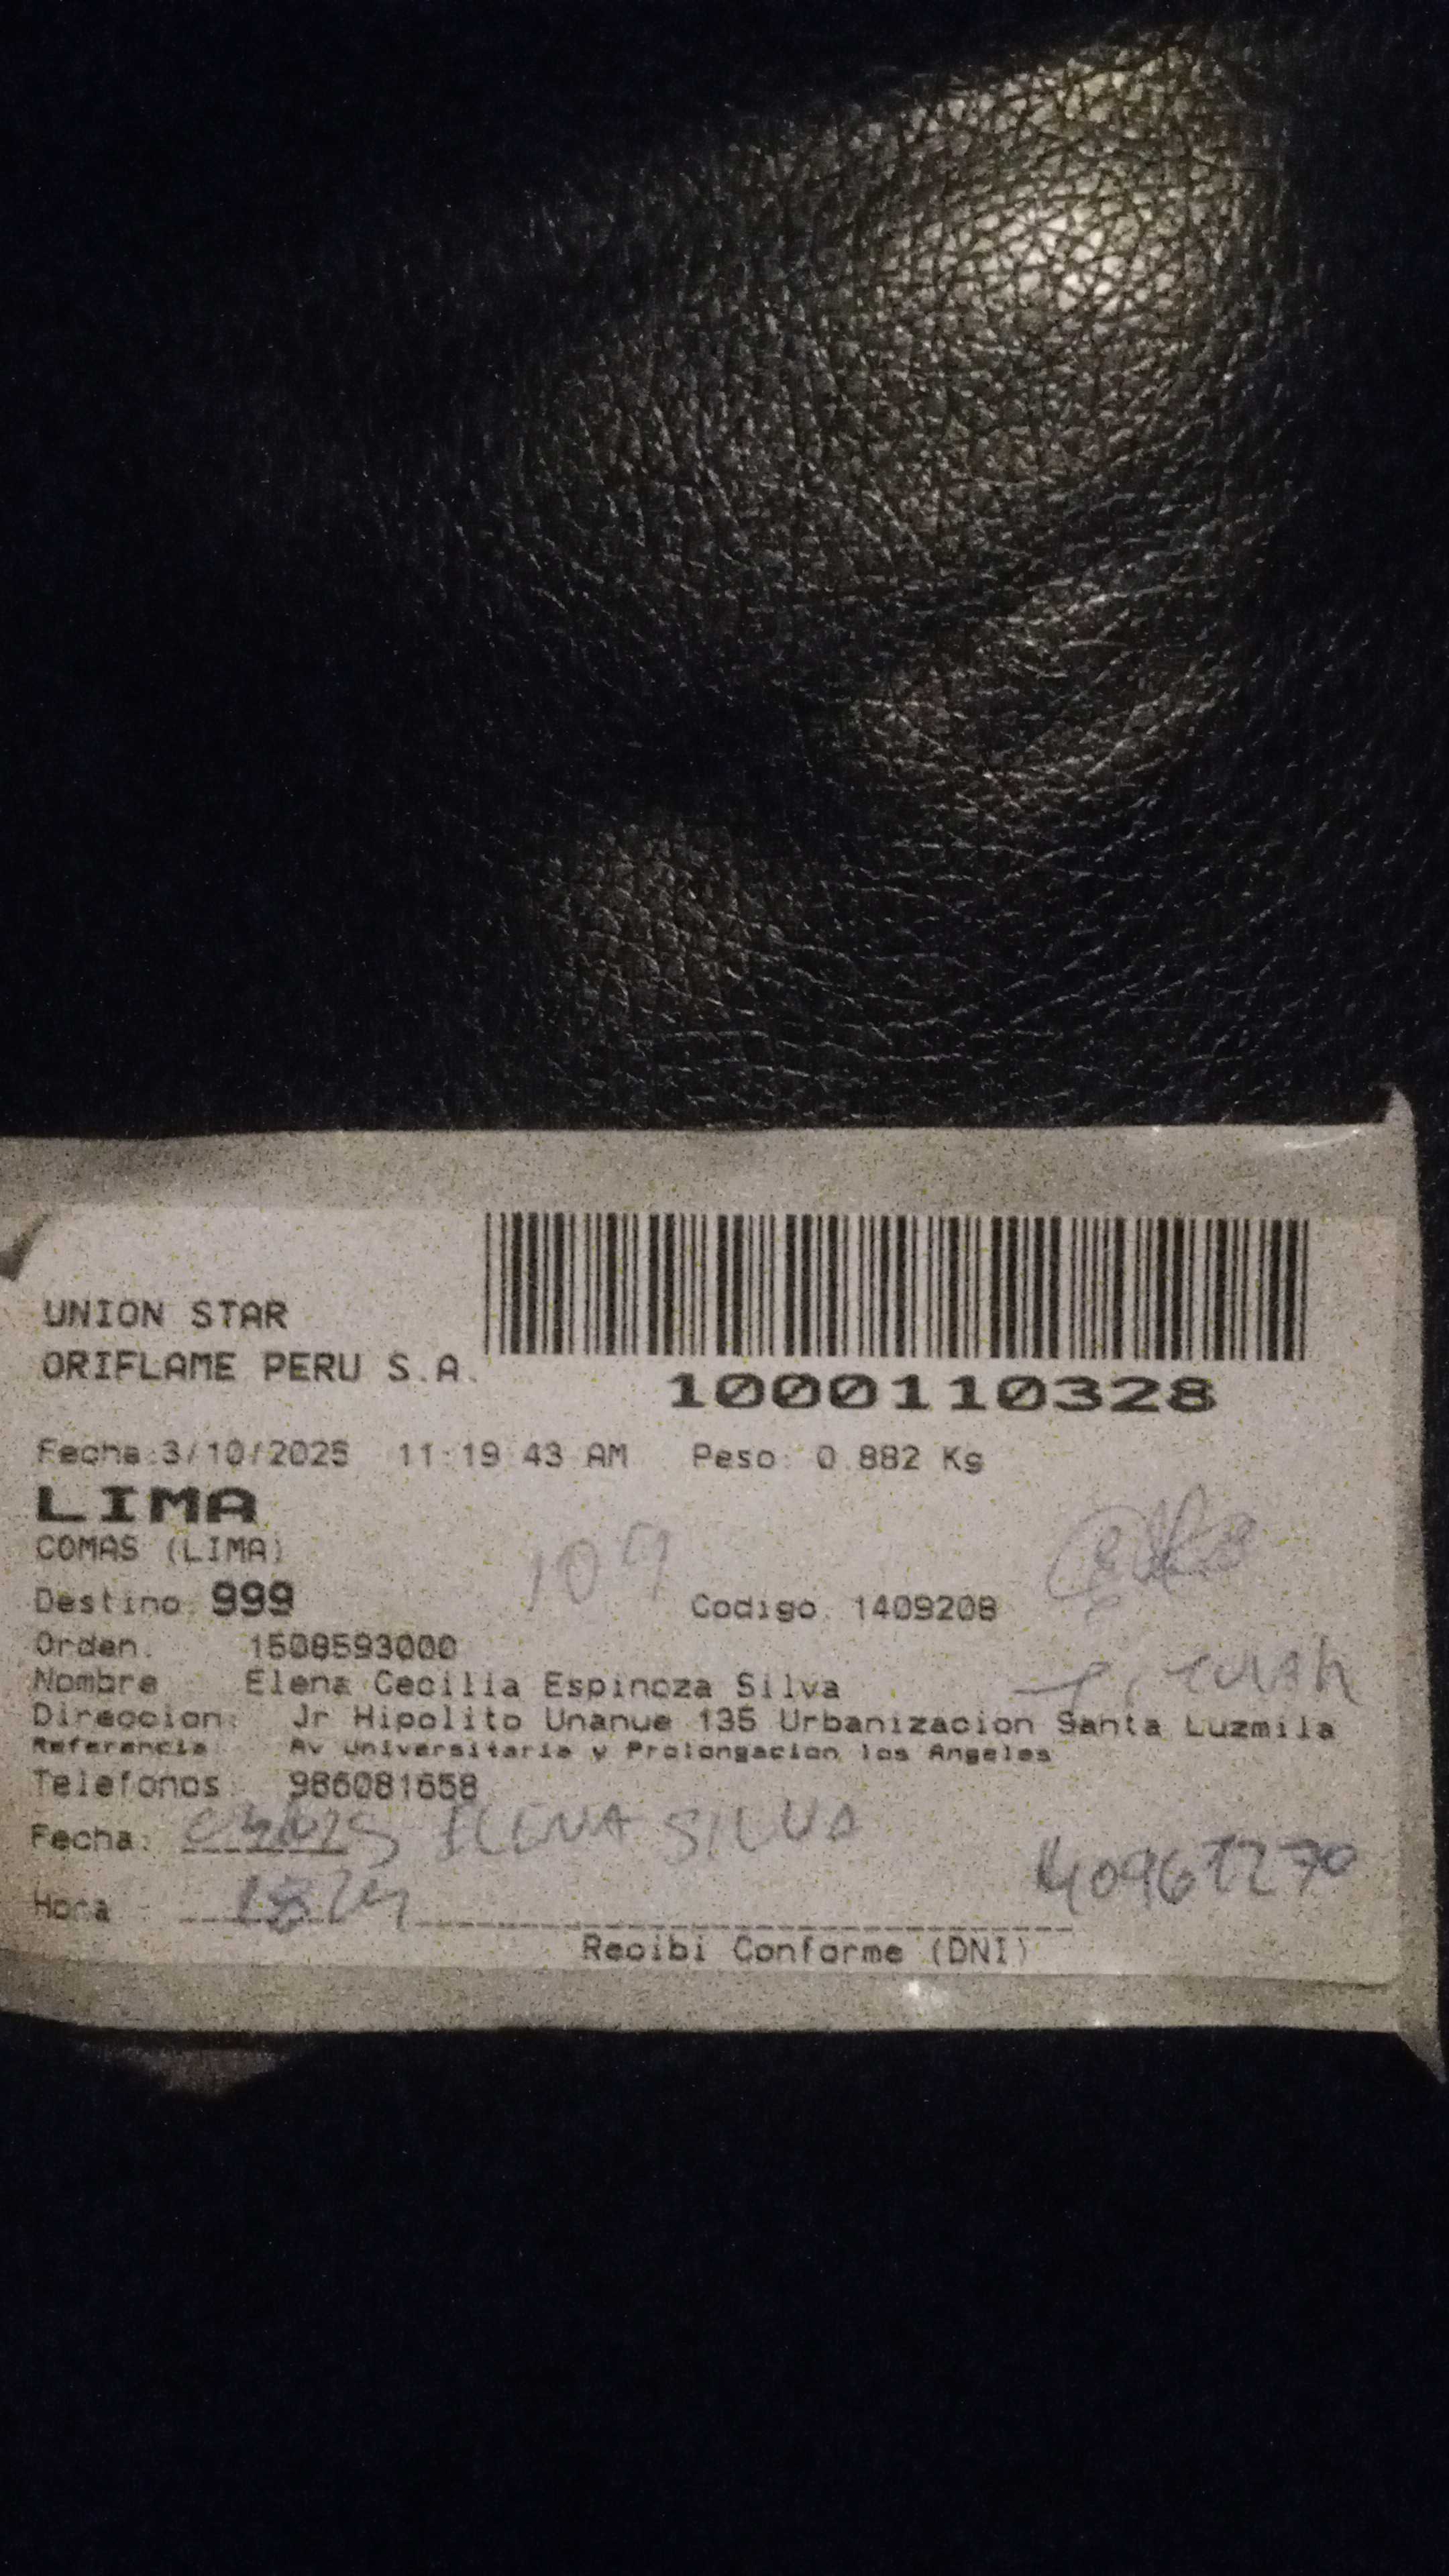 UNION STAR
ORIFLAME PERU S.A.
1000110328
Fecha:3/10/2025 11:19:43 AM Peso: 0.882 Kg
LIMA
COMAS (LIMA)
109
Destino: 999 Codigo: 1409208
Orden: 1508593000
Nombre Elena Cecilia Espinoza Silva
Direccion: Jr Hipolito Unanue 135 Urbanizacion Santa Luzmila
Referencia Av Universitaria y Prolongacion los Angeles
Telefonos: 986081658
Fecha: ELENA SILVA
40961270
Hora
Recibi Conforme (DNI)